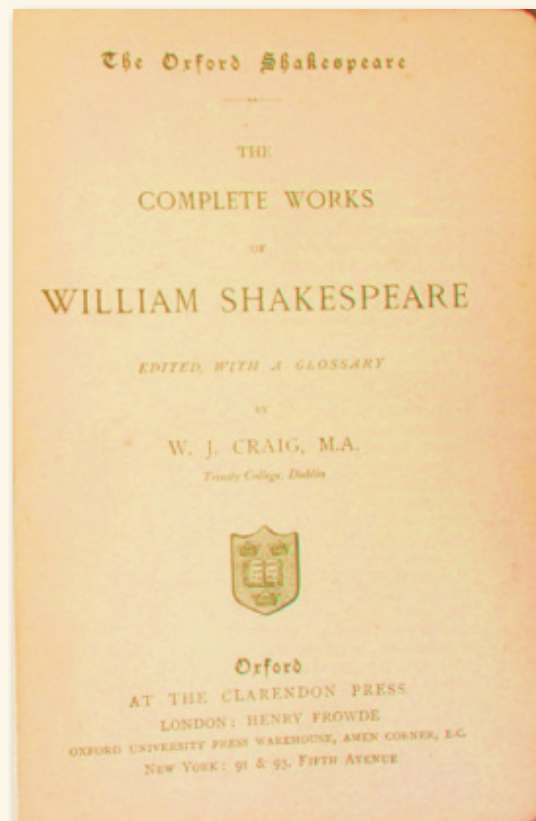 The Oxford Shakespeare
THE
COMPLETE WORKS
OF
WILLIAM SHAKESPEARE
EDITED, WITH A GLOSSARY
BY
W. J. CRAIG, M.A.
Trinity College, Dublin
Oxford
AT THE CLARENDON PRESS
LONDON: HENRY FROWDE
OXFORD UNIVERSITY PRESS WAREHOUSE, AMEN CORNER, E.C.
NEW YORK: 91 & 93, FIFTH AVENUE